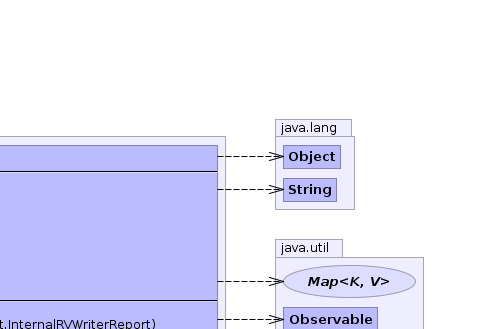 java.lang
Object
String
java.util
Map<K, V>
Observable
t.InternalRVWriterReport)